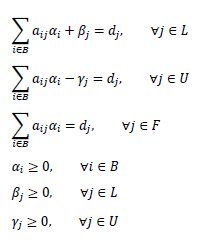 ∑_{i∈B} a_{ij}α_i + β_j = d_j, ∀j ∈ L
∑_{i∈B} a_{ij}α_i − γ_j = d_j, ∀j ∈ U
∑_{i∈B} a_{ij}α_i = d_j, ∀j ∈ F
α_i ≥ 0, ∀i ∈ B
β_j ≥ 0, ∀j ∈ L
γ_j ≥ 0, ∀j ∈ U